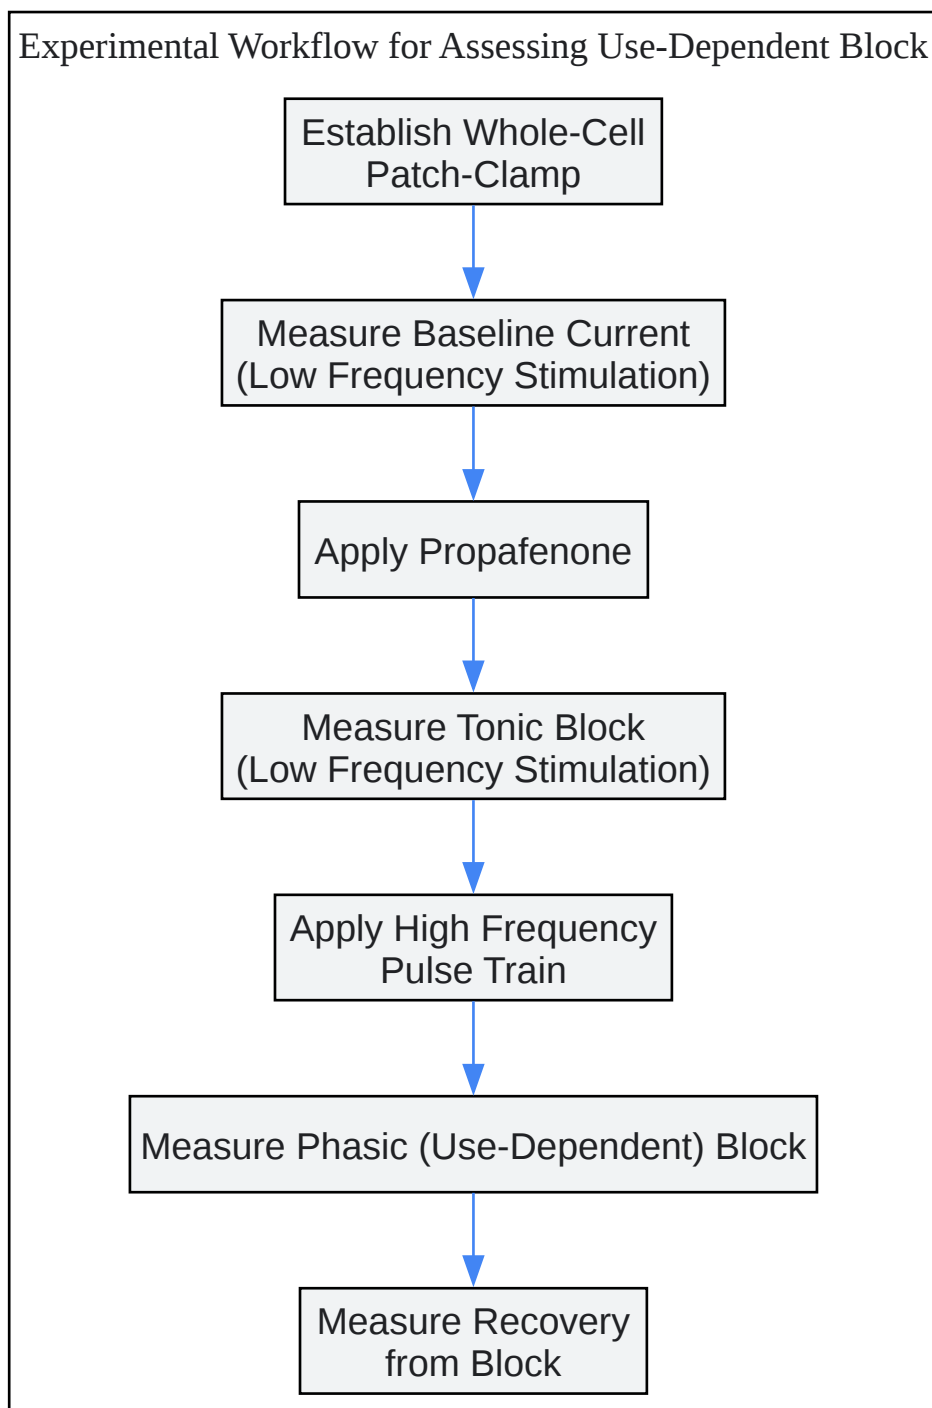 Experimental Workflow for Assessing Use-Dependent Block
Establish Whole-Cell
Patch-Clamp
Measure Baseline Current
(Low Frequency Stimulation)
Apply Propafenone
Measure Tonic Block
(Low Frequency Stimulation)
Apply High Frequency
Pulse Train
Measure Phasic (Use-Dependent) Block
Measure Recovery
from Block